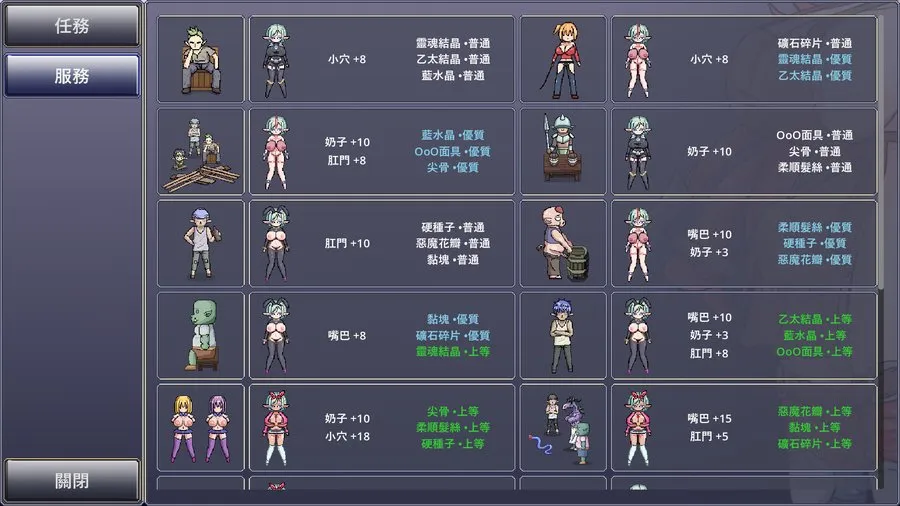 任務
服務
小穴 +8
靈魂結晶 •普通
乙太結晶 •普通
藍水晶 •普通
小穴 +8
礦石碎片 •普通
靈魂結晶 •優質
乙太結晶 •優質
奶子 +10
肛門 +8
藍水晶 •優質
OoO面具 •優質
尖骨 •優質
奶子 +10
OoO面具 •普通
尖骨 •普通
柔順髮絲 •普通
肛門 +10
硬種子 •普通
惡魔花瓣 •普通
黏塊 •普通
嘴巴 +10
奶子 +3
柔順髮絲 •優質
硬種子 •優質
惡魔花瓣 •優質
嘴巴 +8
黏塊 •優質
礦石碎片 •優質
靈魂結晶 •上等
嘴巴 +10
奶子 +3
肛門 +8
乙太結晶 •上等
藍水晶 •上等
OoO面具 •上等
奶子 +10
小穴 +18
尖骨 •上等
柔順髮絲 •上等
硬種子 •上等
嘴巴 +15
肛門 +5
惡魔花瓣 •上等
黏塊 •上等
礦石碎片 •上等
關閉